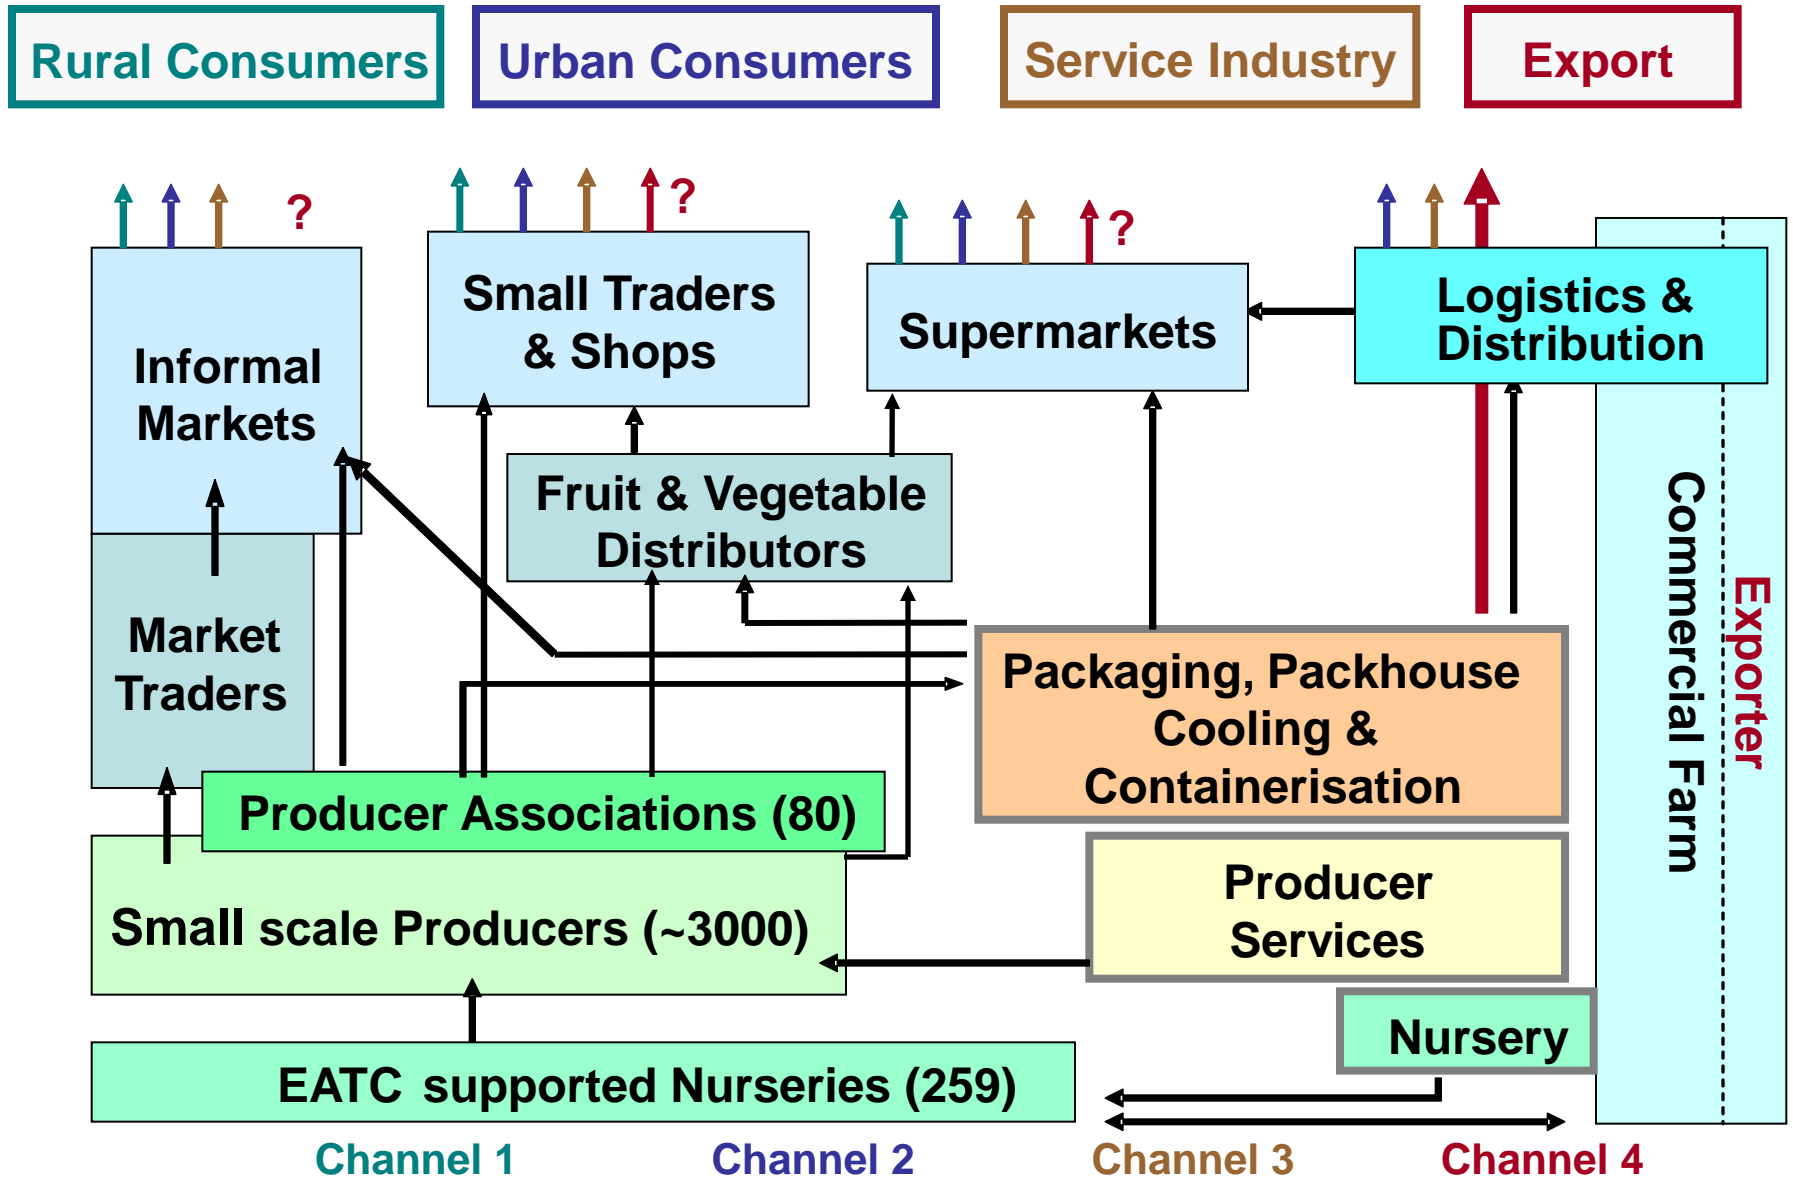 Rural Consumers
Urban Consumers
Service Industry
Export
?
?
?
Small Traders
& Shops
Supermarkets
Logistics &
Distribution
Informal
Markets
Fruit & Vegetable
Distributors
Commercial Farm
Exporter
Market
Traders
Packaging, Packhouse
Cooling &
Containerisation
Producer Associations (80)
Small scale Producers (~3000)
Producer
Services
Nursery
EATC supported Nurseries (259)
Channel 1
Channel 2
Channel 3
Channel 4